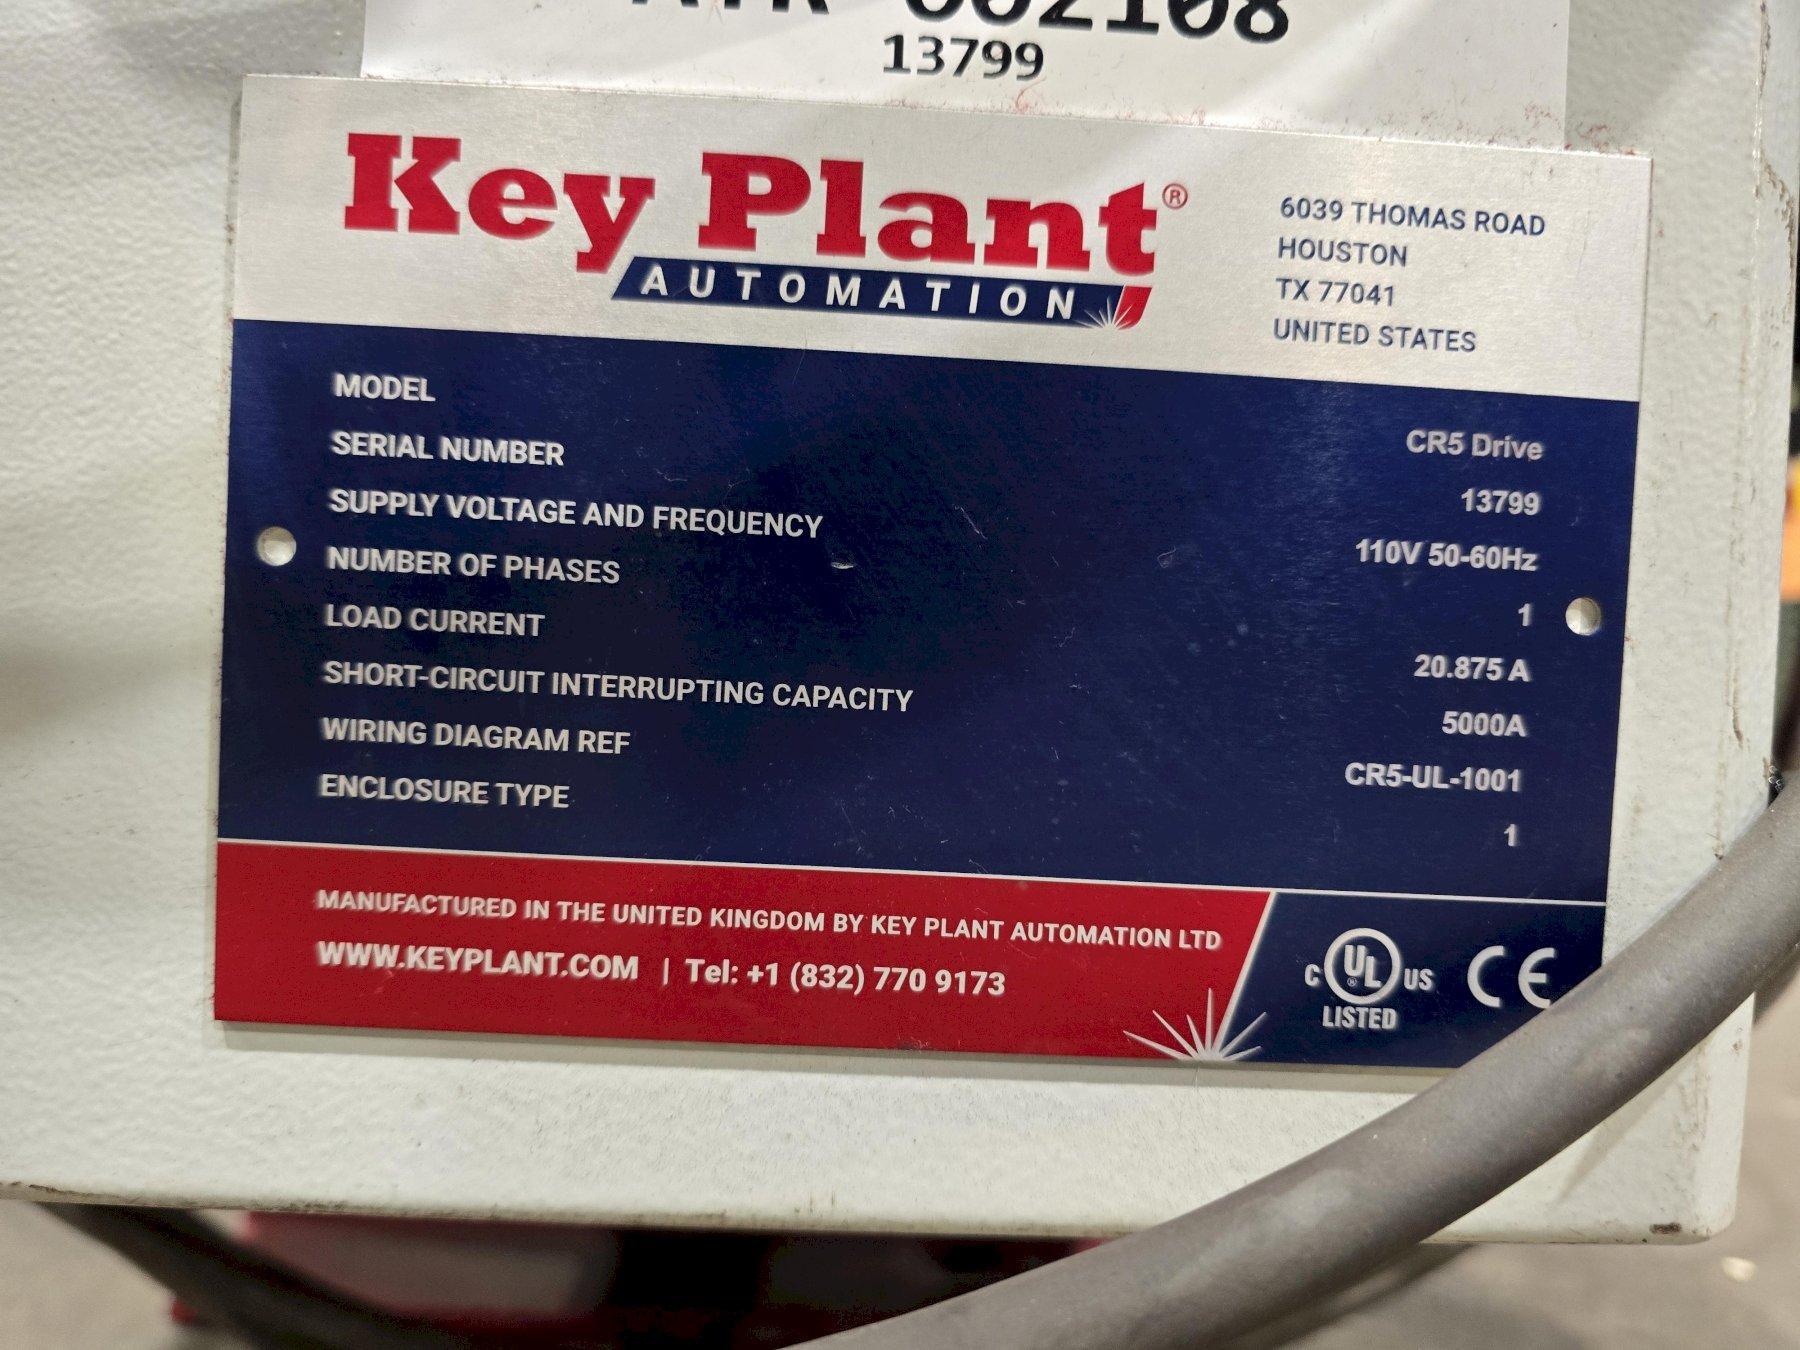 13799
Key Plant®
AUTOMATION
6039 THOMAS ROAD
HOUSTON
TX 77041
UNITED STATES
MODEL CR5 Drive
SERIAL NUMBER 13799
SUPPLY VOLTAGE AND FREQUENCY 110V 50-60Hz
NUMBER OF PHASES 1
LOAD CURRENT 20.875 A
SHORT-CIRCUIT INTERRUPTING CAPACITY 5000A
WIRING DIAGRAM REF CR5-UL-1001
ENCLOSURE TYPE 1
MANUFACTURED IN THE UNITED KINGDOM BY KEY PLANT AUTOMATION LTD
WWW.KEYPLANT.COM | Tel: +1 (832) 770 9173
C UL® US CE
LISTED